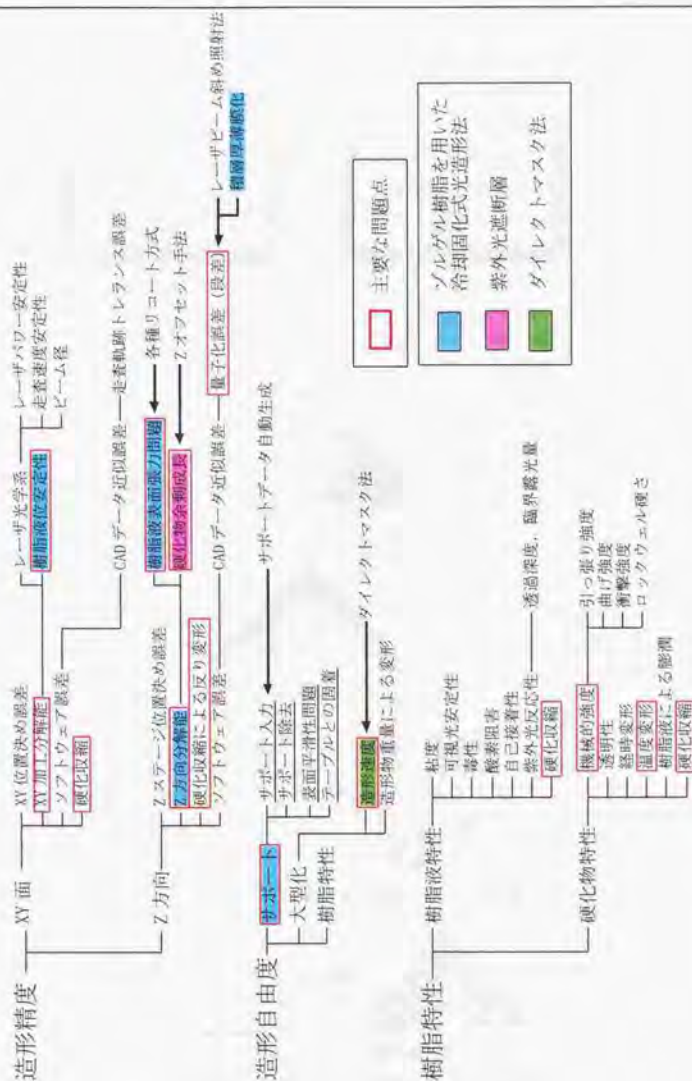 造形精度
XY 面
XY 位置決め誤差
XY 加工分解能
レーザ光学系
レーザパワー安定性
走査速度安定性
ビーム径
樹脂液位安定性
ソフトウェア誤差
CADデータ近似誤差
走査軌跡トレランス誤差
硬化収縮
Z方向
Zステージ位置決め誤差
Z方向分解能
樹脂液表面張力問題
各種リコート方式
硬化物余剰成長
Zオフセット手法
硬化収縮による反り変形
ソフトウェア誤差
CADデータ近似誤差
量子化誤差（段差）
レーザビーム斜め照射法
積層厚薄膜化
造形自由度
サポート
サポート入力
サポートデータ自動生成
サポート除去
表面平滑性問題
テーブルとの固着
大型化
造形速度
ダイレクトマスク法
造形物重量による変形
樹脂特性
樹脂特性
樹脂液特性
粘度
可視光安定性
毒性
酸素阻害
自己接着性
紫外光反応性
透過深度，臨界露光量
硬化収縮
硬化物特性
機械的強度
引っ張り強度
曲げ強度
衝撃強度
ロックウェル硬さ
透明性
経時変形
温度変形
樹脂液による膨潤
硬化収縮
主要な問題点
ゾルゲル樹脂を用いた
冷却固化式光造形法
紫外光遮断層
ダイレクトマスク法